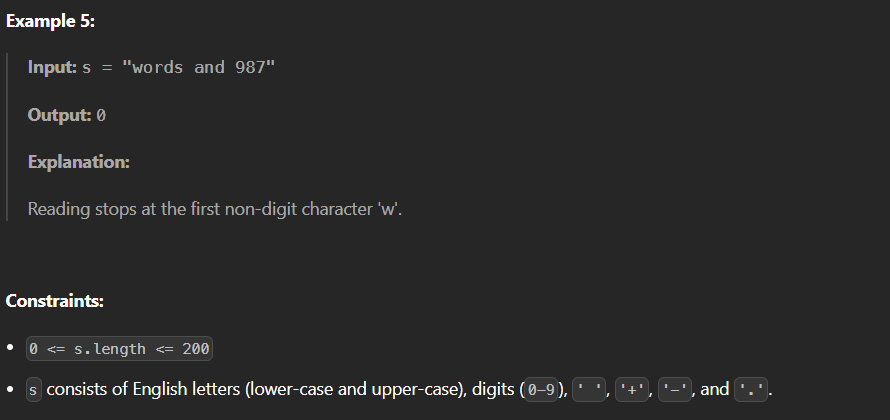 Example 5:
Input: s = "words and 987"
Output: 0
Explanation:
Reading stops at the first non-digit character 'w'.
Constraints:
• 0 <= s.length <= 200
• s consists of English letters (lower-case and upper-case), digits (0-9), ' ', '+', '-', and '.'.